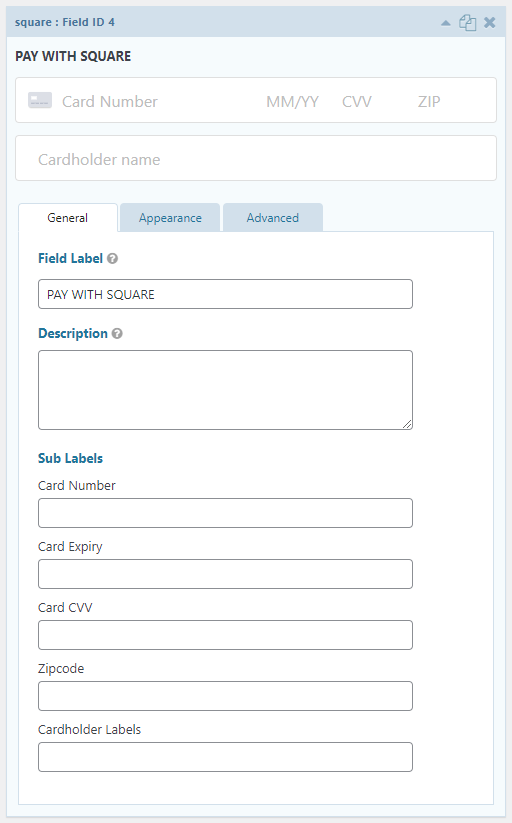 square : Field ID 4
PAY WITH SQUARE
Card Number MM/YY CVV ZIP
Cardholder name
General Appearance Advanced
Field Label
PAY WITH SQUARE
Description
Sub Labels
Card Number
Card Expiry
Card CVV
Zipcode
Cardholder Labels